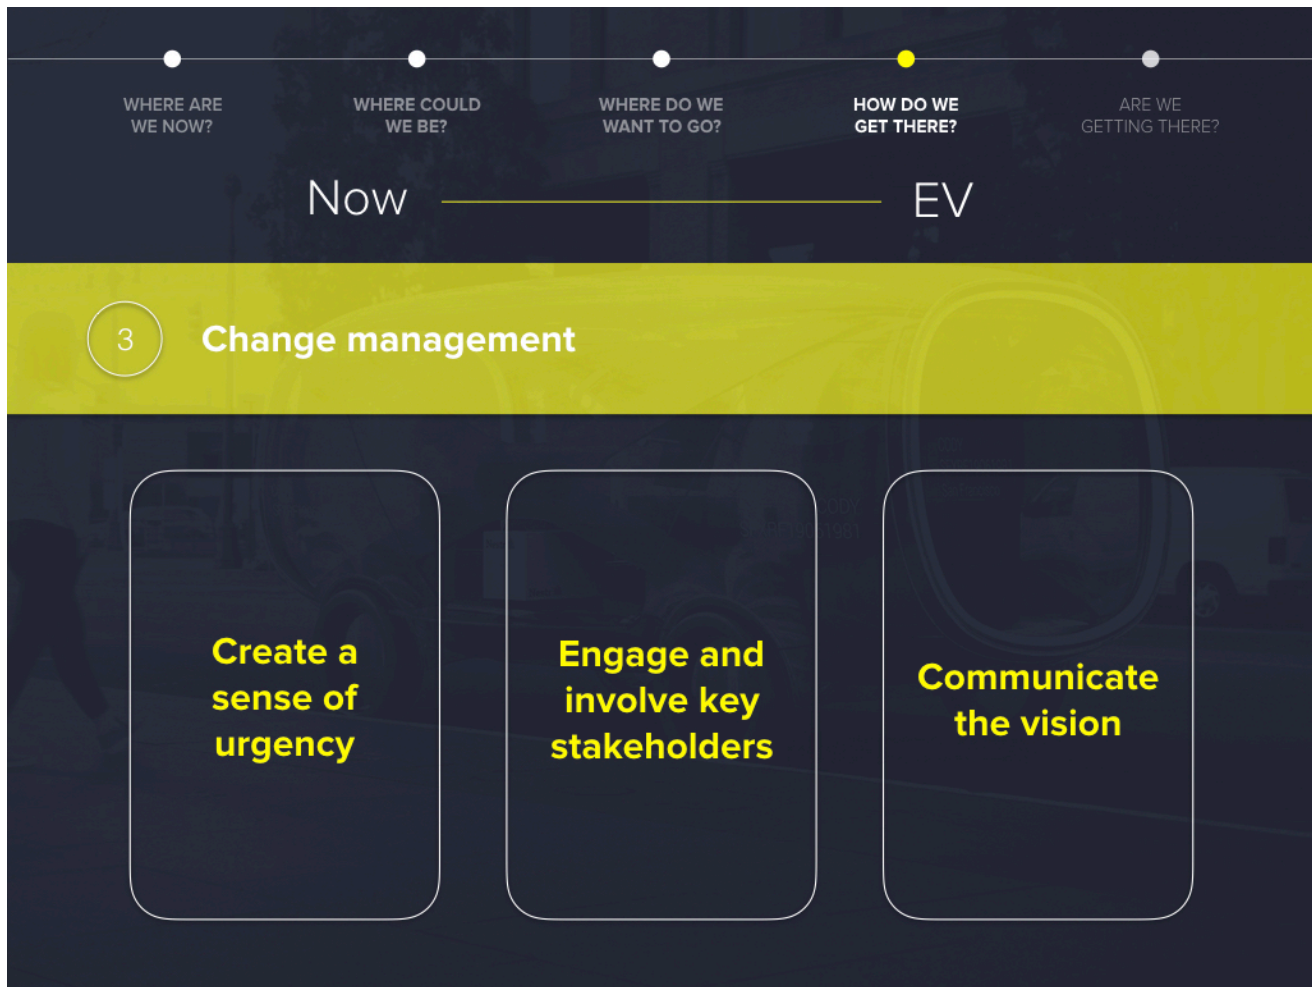 WHERE ARE
WE NOW?
WHERE COULD
WE BE?
WHERE DO WE
WANT TO GO?
HOW DO WE
GET THERE?
ARE WE
GETTING THERE?
Now
EV
3
Change management
Create a
sense of
urgency
Engage and
involve key
stakeholders
Communicate
the vision